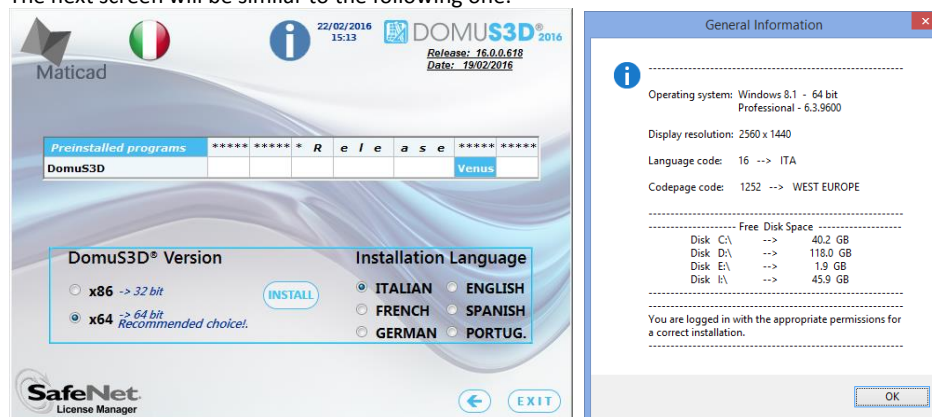 The next screen will be similar to the following one:
22/02/2016
15:13
DOMUS3D® 2016
Release: 16.0.0.618
Date: 19/02/2016
Maticad
Preinstalled programs ***** ***** * R e l e a s e ***** *****
DomuS3D Venus
DomuS3D® Version
x86 -> 32 bit
x64 -> 64 bit
Recommended choice!.
INSTALL
Installation Language
ITALIAN ENGLISH
FRENCH SPANISH
GERMAN PORTUG.
SafeNet.
License Manager
EXIT
General Information
x
i
------------------------------------------------------------
Operating system: Windows 8.1 - 64 bit
Professional - 6.3.9600
Display resolution: 2560 x 1440
Language code: 16 --> ITA
Codepage code: 1252 --> WEST EUROPE
------------------------------------------------------------
-------------------- Free Disk Space --------------------
Disk C:\ --> 40.2 GB
Disk D:\ --> 118.0 GB
Disk E:\ --> 1.9 GB
Disk I:\ --> 45.9 GB
------------------------------------------------------------
------------------------------------------------------------
You are logged in with the appropriate permissions for
a correct installation.
------------------------------------------------------------
OK